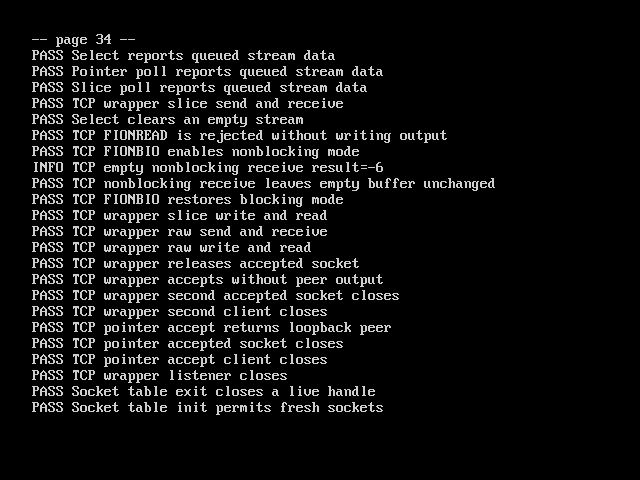 -- page 34 --
PASS Select reports queued stream data
PASS Pointer poll reports queued stream data
PASS Slice poll reports queued stream data
PASS TCP wrapper slice send and receive
PASS Select clears an empty stream
PASS TCP FIONREAD is rejected without writing output
PASS TCP FIONBIO enables nonblocking mode
INFO TCP empty nonblocking receive result=-6
PASS TCP nonblocking receive leaves empty buffer unchanged
PASS TCP FIONBIO restores blocking mode
PASS TCP wrapper slice write and read
PASS TCP wrapper raw send and receive
PASS TCP wrapper raw write and read
PASS TCP wrapper releases accepted socket
PASS TCP wrapper accepts without peer output
PASS TCP wrapper second accepted socket closes
PASS TCP wrapper second client closes
PASS TCP pointer accept returns loopback peer
PASS TCP pointer accepted socket closes
PASS TCP pointer accept client closes
PASS TCP wrapper listener closes
PASS Socket table exit closes a live handle
PASS Socket table init permits fresh sockets